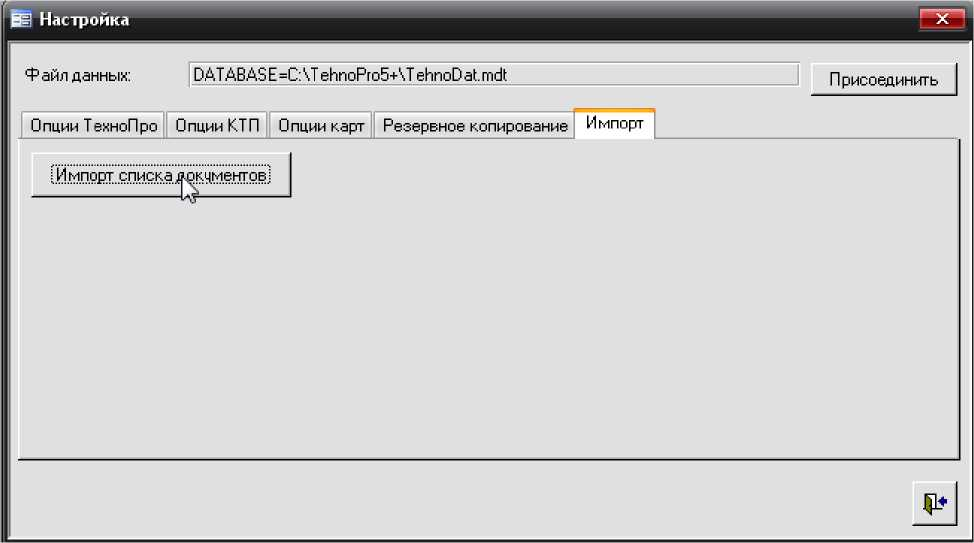 Настройка
Файл данных: DATABASE=C:\TehnoPro5+\TehnoDat.mdt Присоединить
Опции ТехноПро Опции КТП Опции карт Резервное копирование Импорт
Импорт списка документов